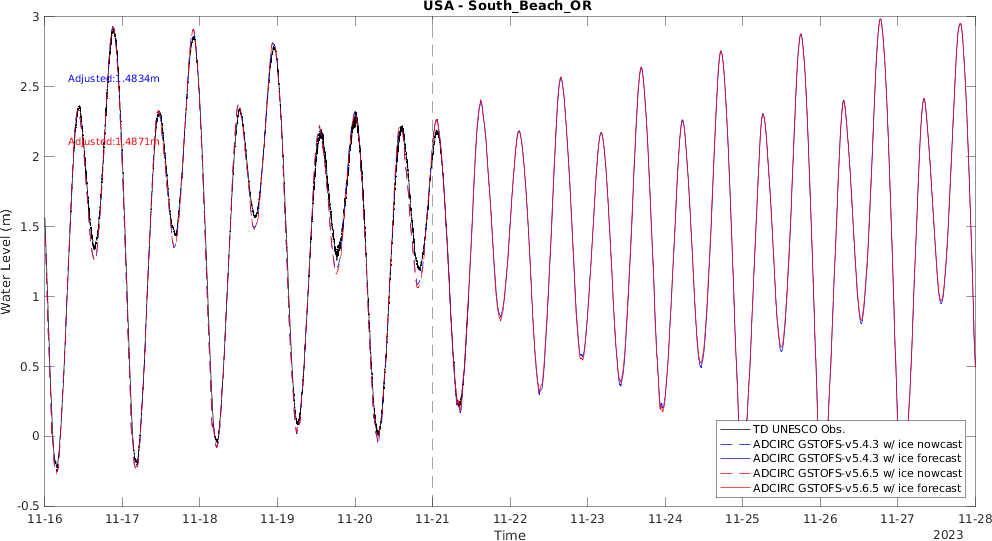 USA - South_Beach_OR
3
2.5
2
1.5
1
0.5
0
-0.5
Water Level (m)
Adjusted:1.4834m
Adjusted:1.4871m
TD UNESCO Obs.
ADCIRC GSTOFS-v5.4.3 w/ ice nowcast
ADCIRC GSTOFS-v5.4.3 w/ ice forecast
ADCIRC GSTOFS-v5.6.5 w/ ice nowcast
ADCIRC GSTOFS-v5.6.5 w/ ice forecast
11-16 11-17 11-18 11-19 11-20 11-21 11-22 11-23 11-24 11-25 11-26 11-27 11-28
Time
2023